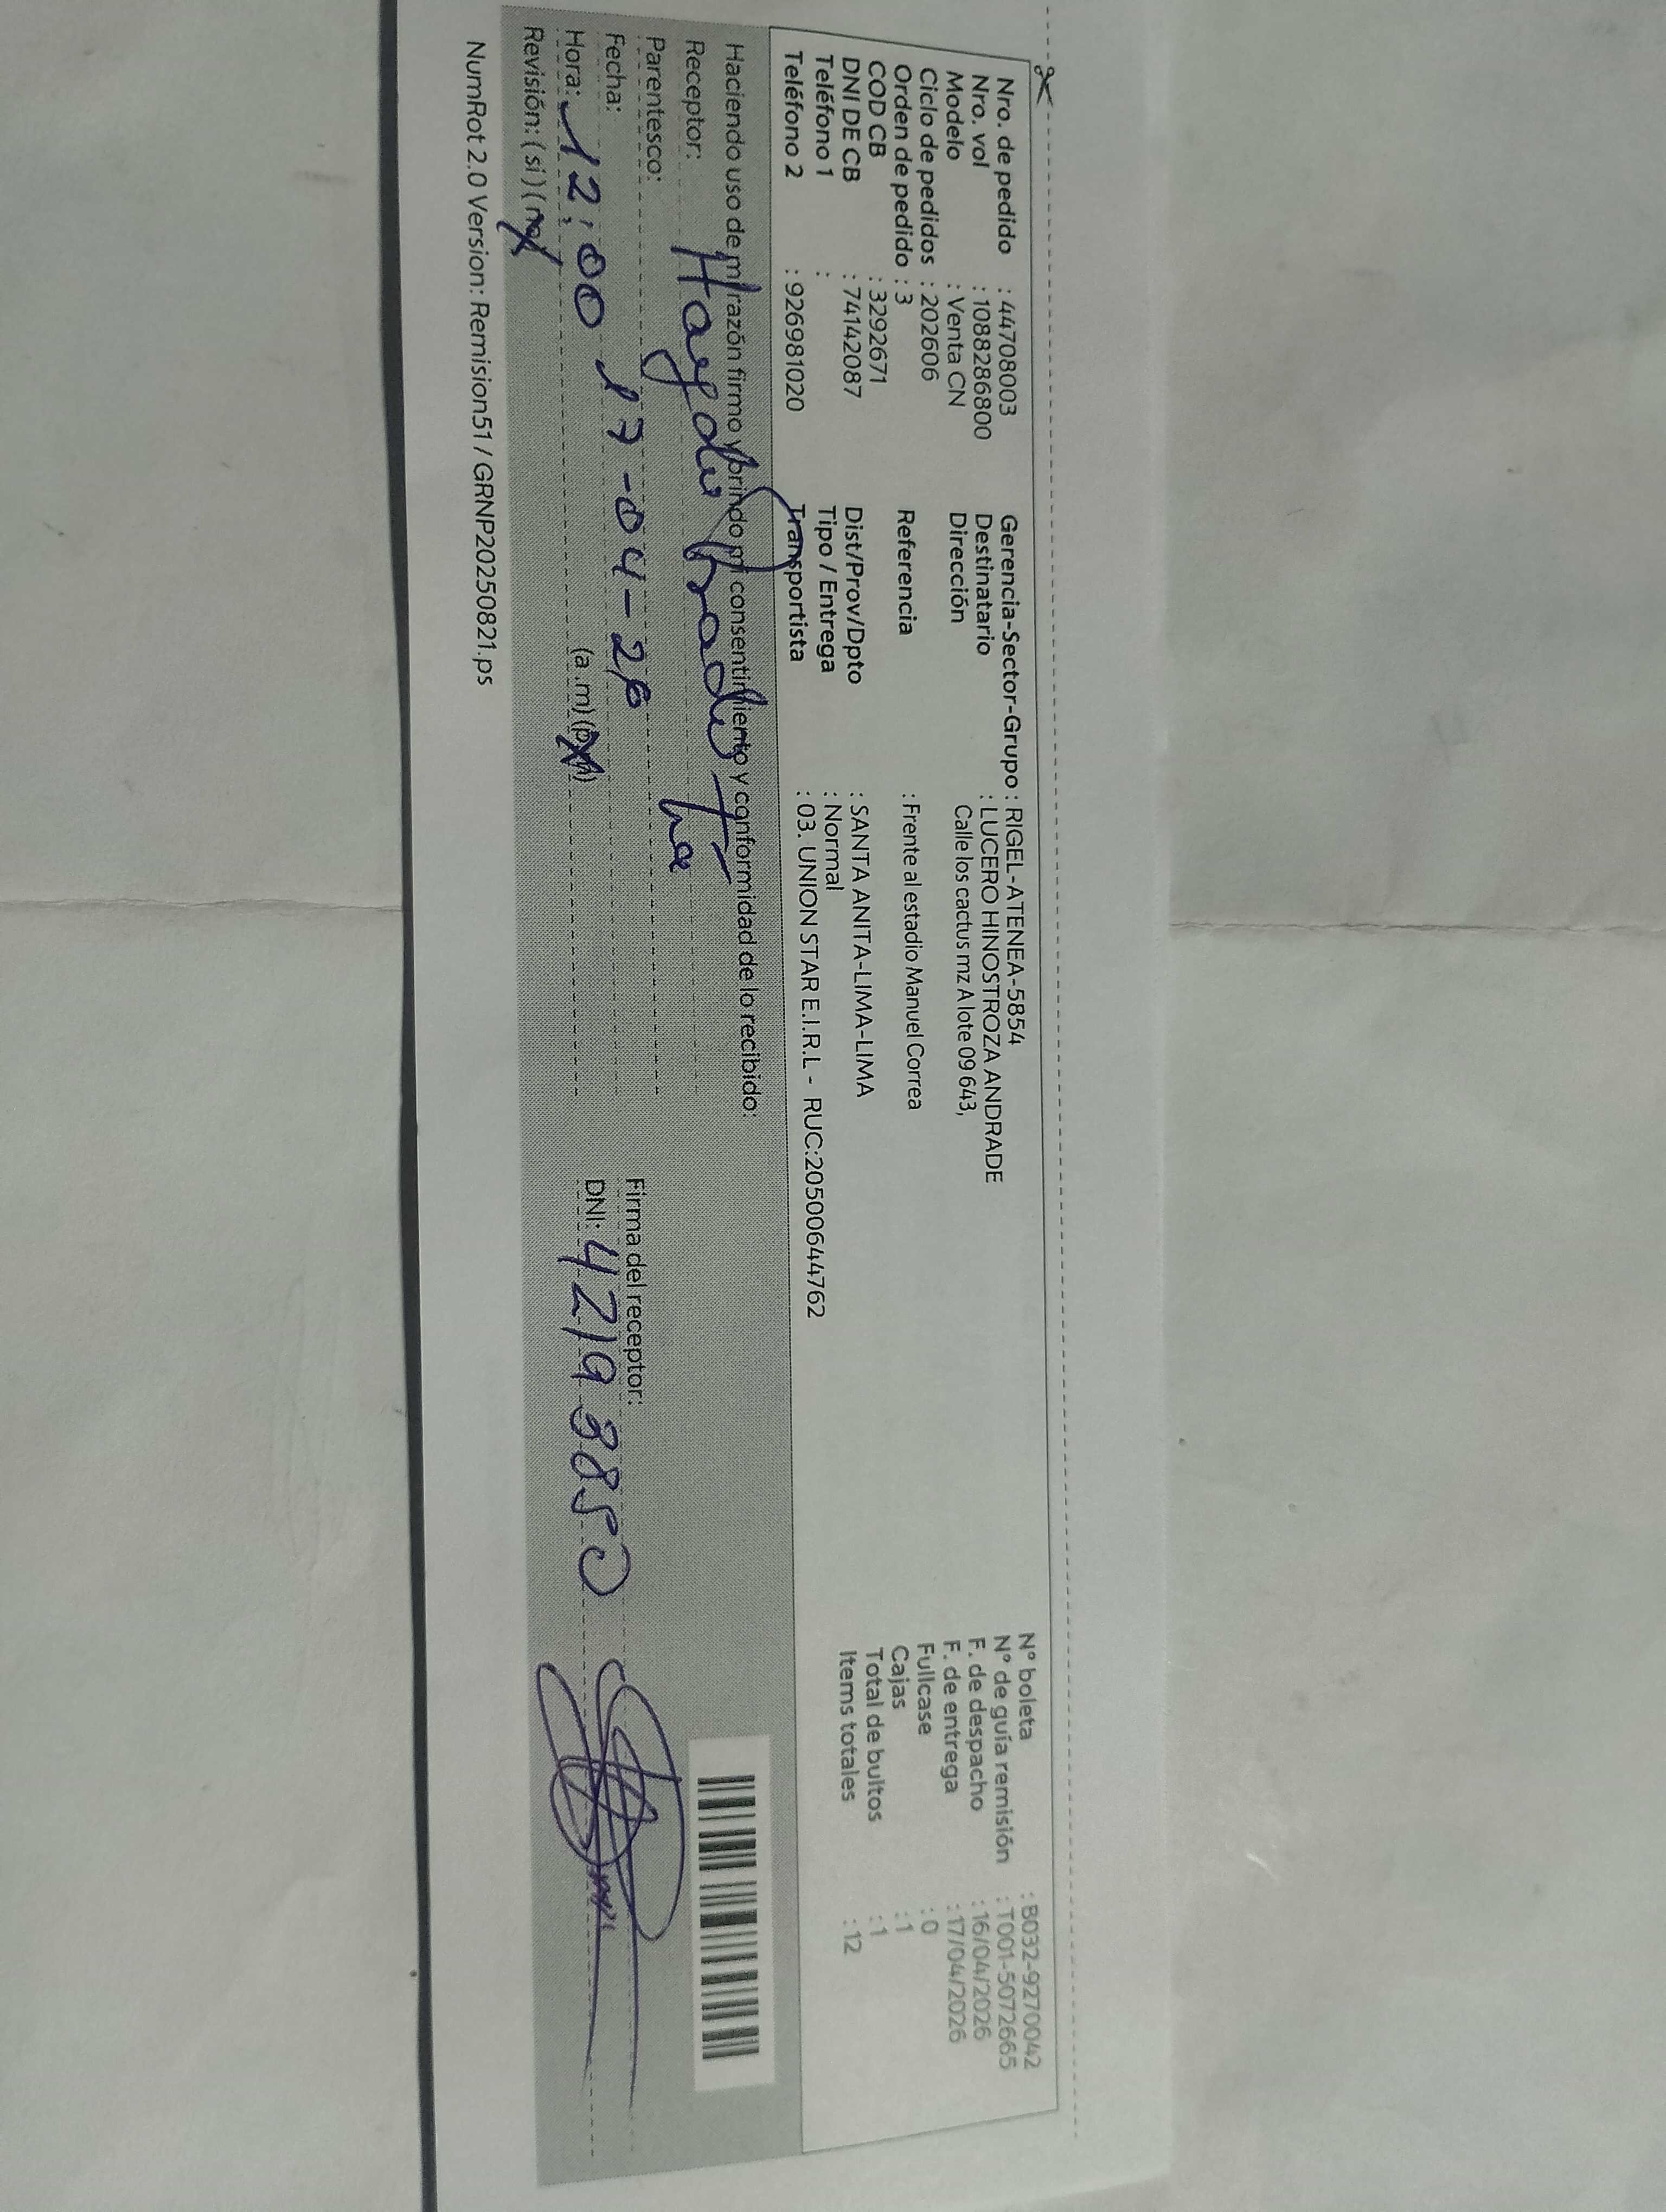 Nro. de pedido : 44708003
Nro. vol : 1088286800
Modelo : Venta CN
Ciclo de pedidos : 202606
Orden de pedido : 3
COD CB : 3292671
DNI DE CB : 74142087
Teléfono 1 :
Teléfono 2 : 926981020
Gerencia-Sector-Grupo : RIGEL-ATENEA-5854
Destinatario : LUCERO HINOSTROZA ANDRADE
Dirección Calle los cactus mz A lote 09 643,
Referencia : Frente al estadio Manuel Correa
Dist/Prov/Dpto : SANTA ANITA-LIMA-LIMA
Tipo / Entrega : Normal
Transportista : 03. UNION STAR E.I.R.L - RUC:20500644762
N° boleta : B032-9270042
N° de guía remisión : T001-5072665
F. de despacho : 16/04/2026
F. de entrega : 17/04/2026
Fullcase : 0
Cajas : 1
Total de bultos : 1
Items totales : 12
Haciendo uso de mi razón firmo y brindo mi consentimiento y conformidad de lo recibido:
Receptor:
Parentesco:
Fecha: 17-04-26
Hora: 12:00 (a.m) (p.m)
Revisión: (si) (no)
Firma del receptor:
DNI: 42198850
NumRot 2.0 Version: Remision51 / GRNP20250821.ps